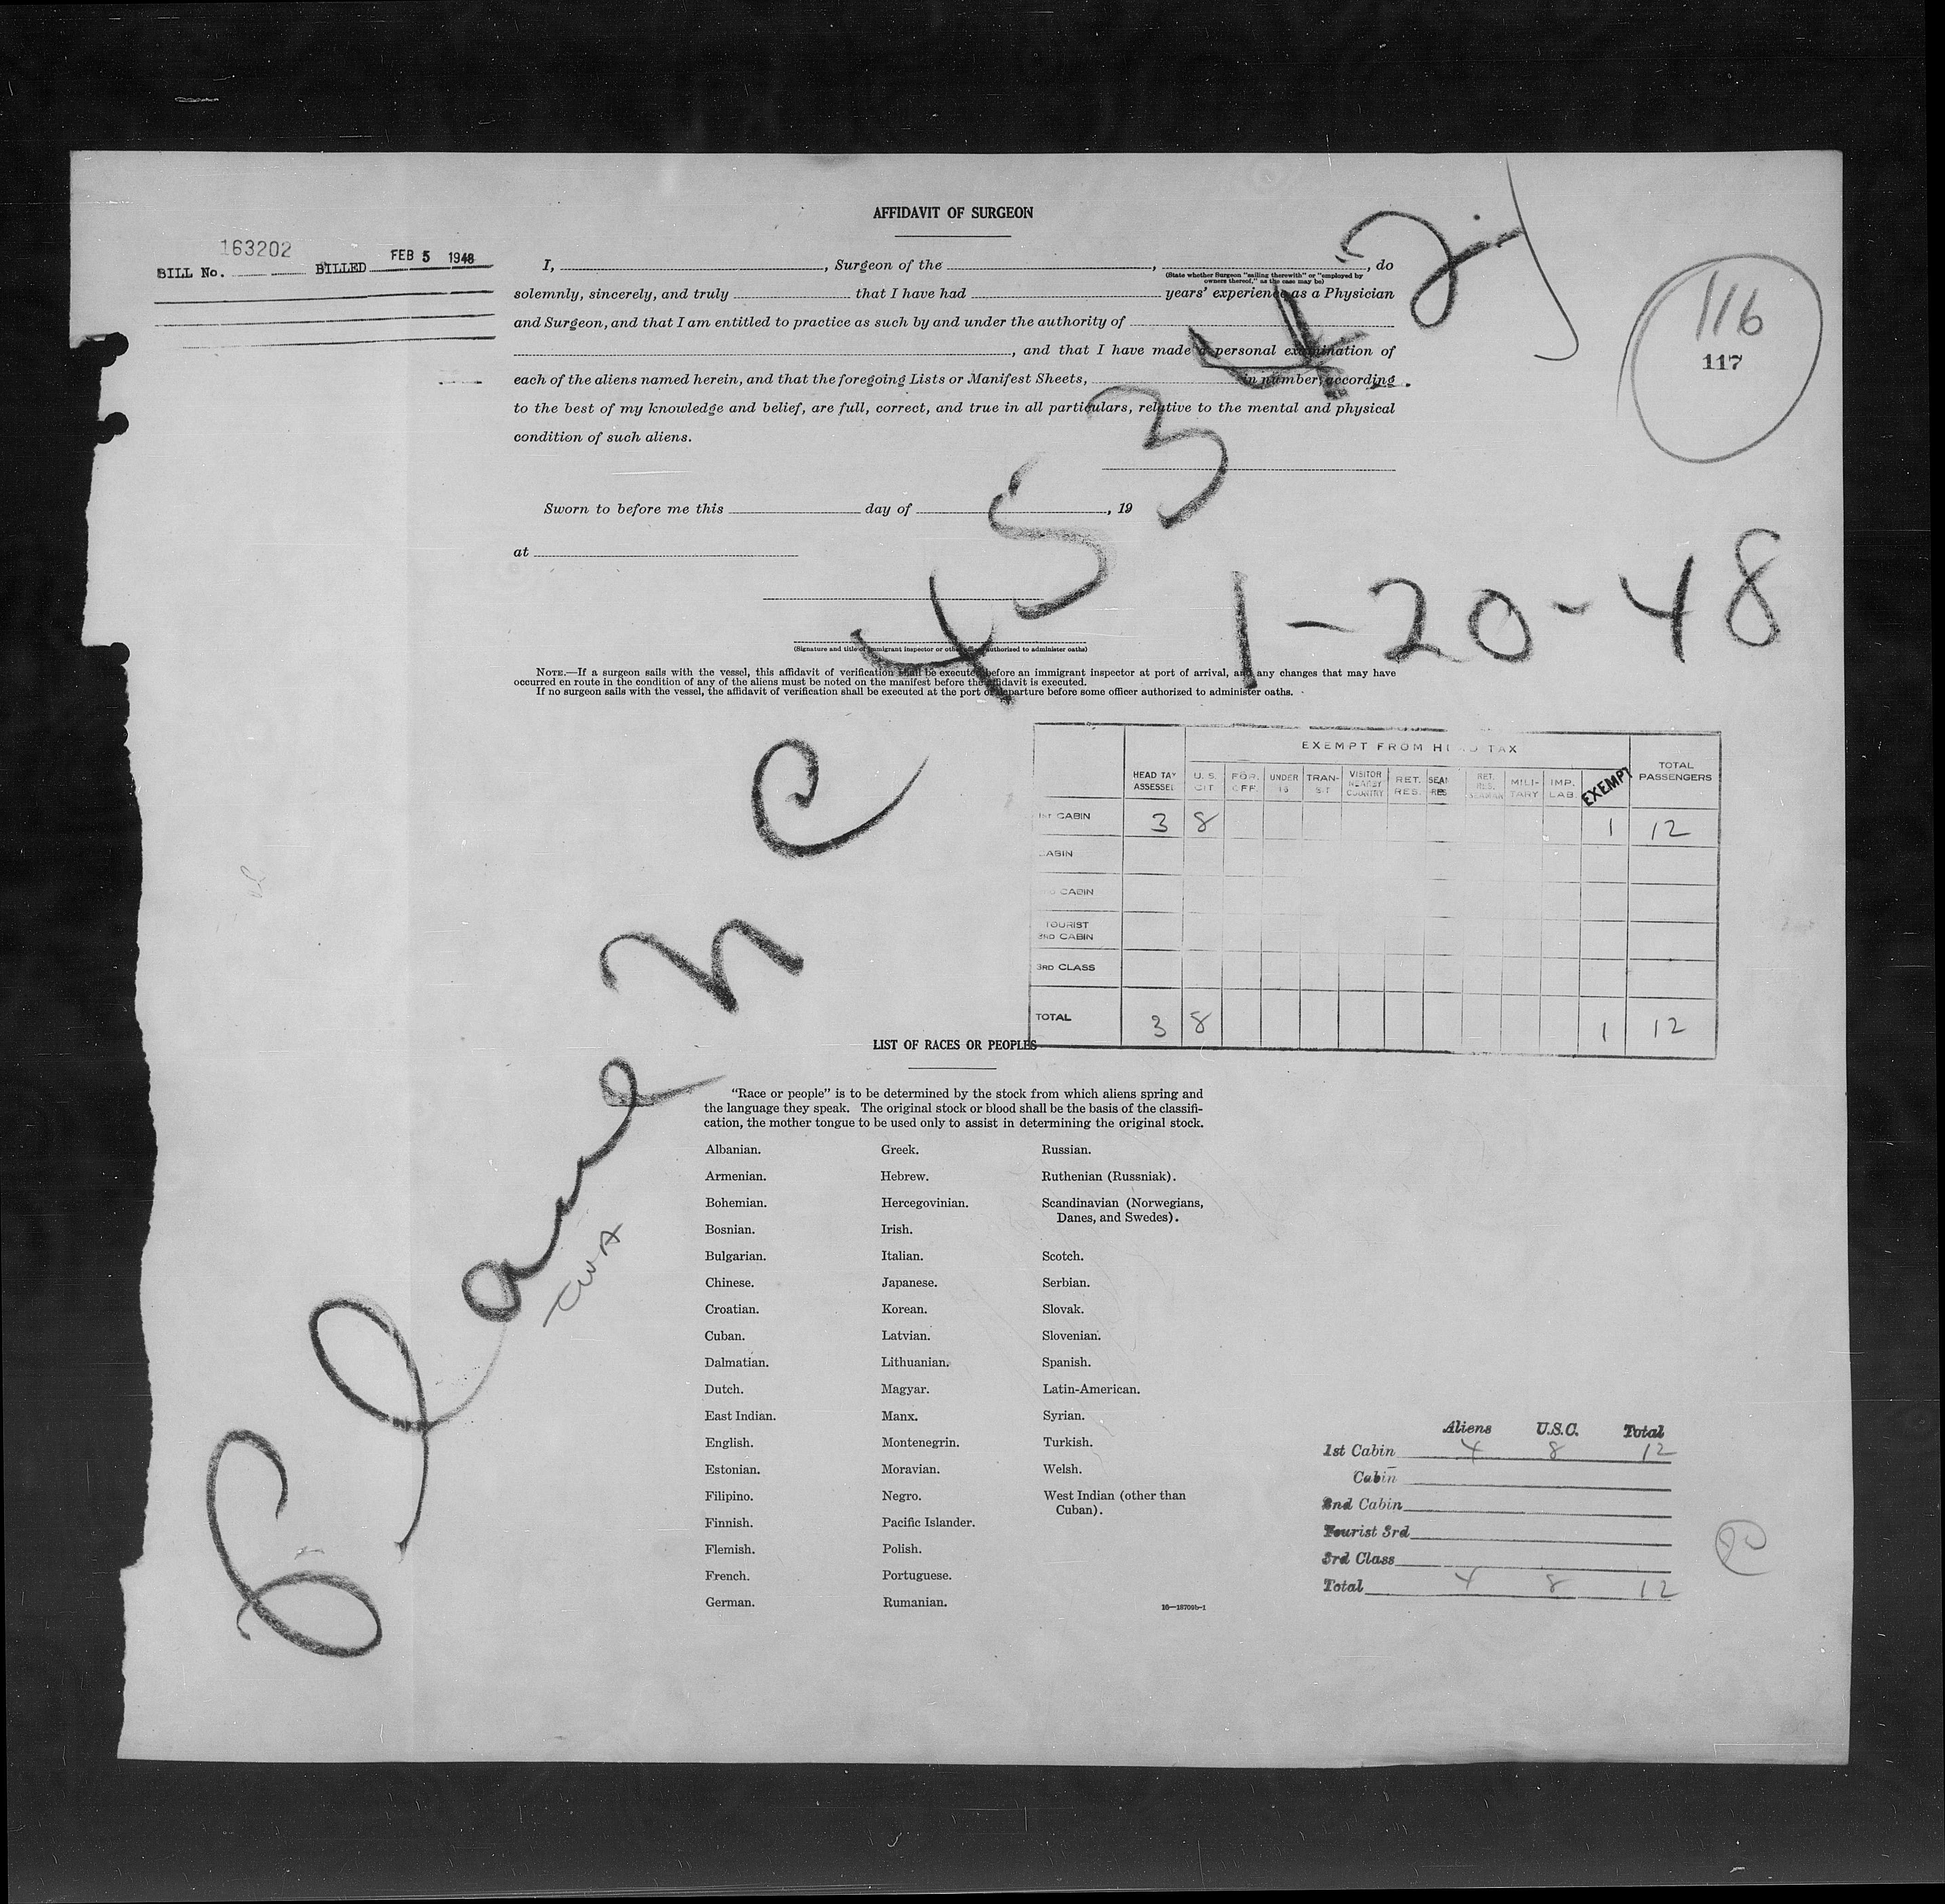 AFFIDAVIT OF SURGEON
163202
BILL No. BILLED FEB 5 1948
I, , Surgeon of the , , do
(State whether Surgeon "sailing therewith" or "employed by
owners thereof," as the case may be)
solemnly, sincerely, and truly that I have had years' experience as a Physician
and Surgeon, and that I am entitled to practice as such by and under the authority of
, and that I have made a personal examination of
each of the aliens named herein, and that the foregoing Lists or Manifest Sheets, in number, according
to the best of my knowledge and belief, are full, correct, and true in all particulars, relative to the mental and physical
condition of such aliens.
Sworn to before me this day of , 19
at
(Signature and title of immigrant inspector or other officer authorized to administer oaths)
NOTE.—If a surgeon sails with the vessel, this affidavit of verification shall be executed before an immigrant inspector at port of arrival, and any changes that may have
occurred en route in the condition of any of the aliens must be noted on the manifest before the affidavit is executed.
If no surgeon sails with the vessel, the affidavit of verification shall be executed at the port of departure before some officer authorized to administer oaths.
116
117
Plane N C
4534
1-20-48
TWA
EXEMPT FROM HEAD TAX
HEAD TAX ASSESSED U. S. CIT FOR. OFF. UNDER 16 TRAN-SIT VISITOR NEARBY COUNTRY RET. RES. SEA RES RET. RES. SEAMAN MILI-TARY IMP. LAB. EXEMPT TOTAL PASSENGERS
1ST CABIN 3 8 1 12
CABIN
CABIN
TOURIST
3RD CABIN
3RD CLASS
TOTAL 3 8 1 12
LIST OF RACES OR PEOPLES
"Race or people" is to be determined by the stock from which aliens spring and
the language they speak. The original stock or blood shall be the basis of the classifi-
cation, the mother tongue to be used only to assist in determining the original stock.
Albanian. Greek. Russian.
Armenian. Hebrew. Ruthenian (Russniak).
Bohemian. Hercegovinian. Scandinavian (Norwegians,
Danes, and Swedes).
Bosnian. Irish.
Bulgarian. Italian. Scotch.
Chinese. Japanese. Serbian.
Croatian. Korean. Slovak.
Cuban. Latvian. Slovenian.
Dalmatian. Lithuanian. Spanish.
Dutch. Magyar. Latin-American.
East Indian. Manx. Syrian.
English. Montenegrin. Turkish.
Estonian. Moravian. Welsh.
Filipino. Negro. West Indian (other than
Cuban).
Finnish. Pacific Islander.
Flemish. Polish.
French. Portuguese.
German. Rumanian.
16—18709b-1
Aliens U.S.C. Total
1st Cabin 4 8 12
Cabin
2nd Cabin
Tourist 3rd
3rd Class
Total 4 8 12